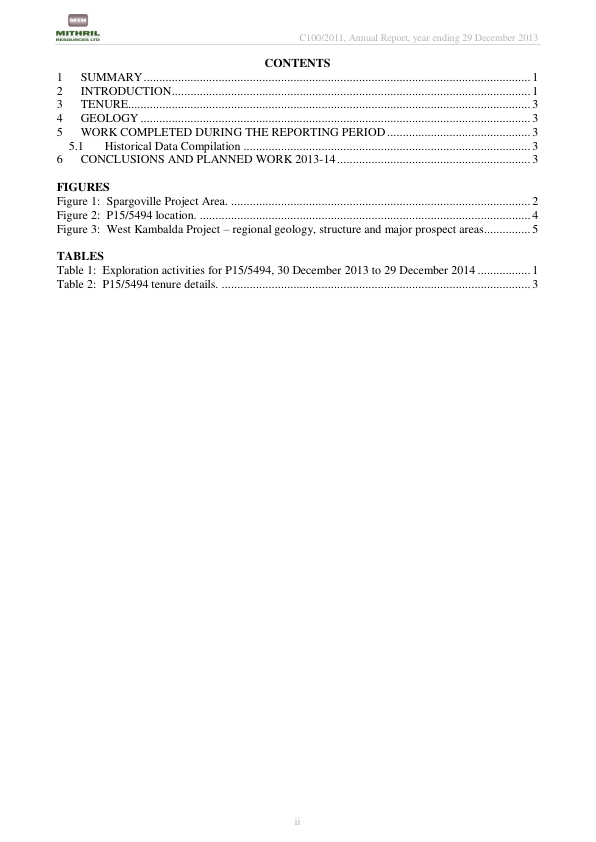 MTH
MITHRIL
RESOURCES LTD
C100/2011, Annual Report, year ending 29 December 2013
CONTENTS
1 SUMMARY 1
2 INTRODUCTION 1
3 TENURE 3
4 GEOLOGY 3
5 WORK COMPLETED DURING THE REPORTING PERIOD 3
5.1 Historical Data Compilation 3
6 CONCLUSIONS AND PLANNED WORK 2013-14 3
FIGURES
Figure 1: Spargoville Project Area. 2
Figure 2: P15/5494 location. 4
Figure 3: West Kambalda Project – regional geology, structure and major prospect areas 5
TABLES
Table 1: Exploration activities for P15/5494, 30 December 2013 to 29 December 2014 1
Table 2: P15/5494 tenure details. 3
ii